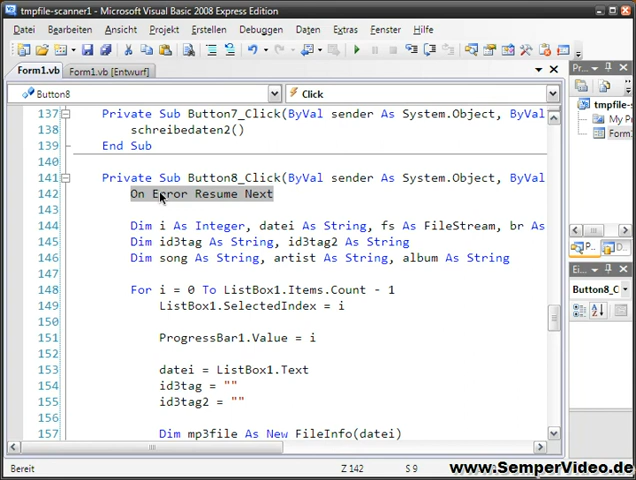 tmpfile-scanner1 - Microsoft Visual Basic 2008 Express Edition
Datei Bearbeiten Ansicht Projekt Erstellen Debuggen Daten Extras Fenster Hilfe
Form1.vb Form1.vb [Entwurf]
Button8 Click
137 Private Sub Button7_Click(ByVal sender As System.Object, ByVal
138 schreibedaten2()
139 End Sub
140
141 Private Sub Button8_Click(ByVal sender As System.Object, ByVal
142 On Error Resume Next
143
144 Dim i As Integer, datei As String, fs As FileStream, br As
145 Dim id3tag As String, id3tag2 As String
146 Dim song As String, artist As String, album As String
147
148 For i = 0 To ListBox1.Items.Count - 1
149 ListBox1.SelectedIndex = i
150
151 ProgressBar1.Value = i
152
153 datei = ListBox1.Text
154 id3tag = ""
155 id3tag2 = ""
156
157 Dim mp3file As New FileInfo(datei)
Pr...
tmpfile-s
My Pr
Form1
P...
Ei...
Button8_C
Bereit Z 142 S 9
www.SemperVideo.de